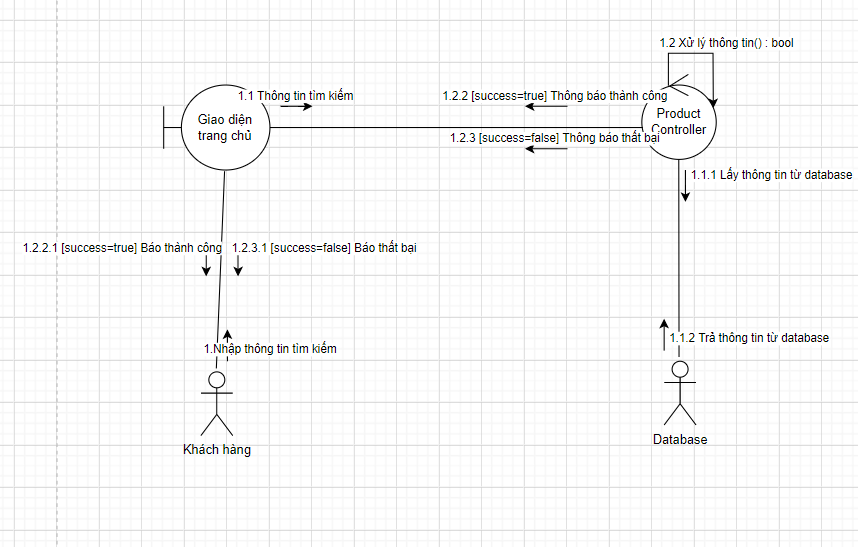 1.2 Xử lý thông tin() : bool
1.1 Thông tin tìm kiếm
1.2.2 [success=true] Thông báo thành công
Giao diện
trang chủ
Product
Controller
1.2.3 [success=false] Thông báo thất bại
1.1.1 Lấy thông tin từ database
1.2.2.1 [success=true] Báo thành công
1.2.3.1 [success=false] Báo thất bại
1.1.2 Trả thông tin từ database
1.Nhập thông tin tìm kiếm
Khách hàng
Database